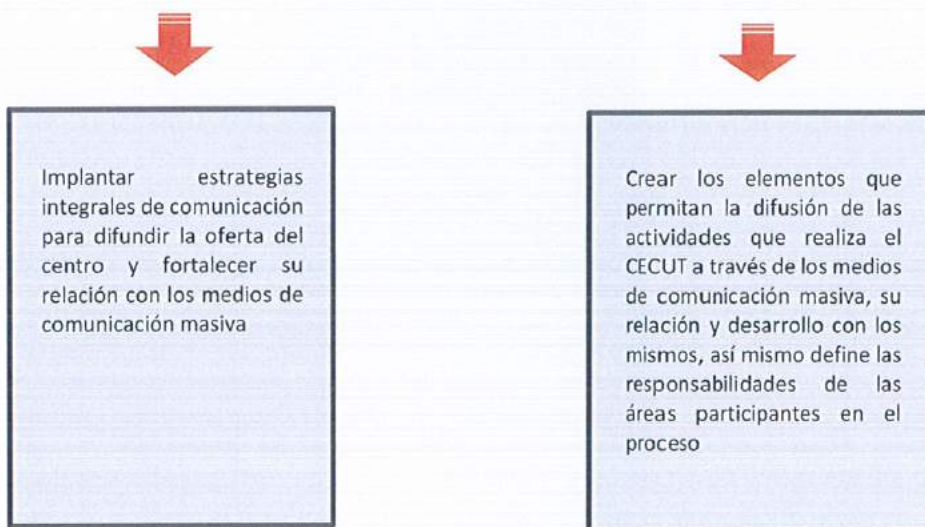 Implantar estrategias
integrales de comunicación
para difundir la oferta del
centro y fortalecer su
relación con los medios de
comunicación masiva
Crear los elementos que
permitan la difusión de las
actividades que realiza el
CECUT a través de los medios
de comunicación masiva, su
relación y desarrollo con los
mismos, así mismo define las
responsabilidades de las
áreas participantes en el
proceso